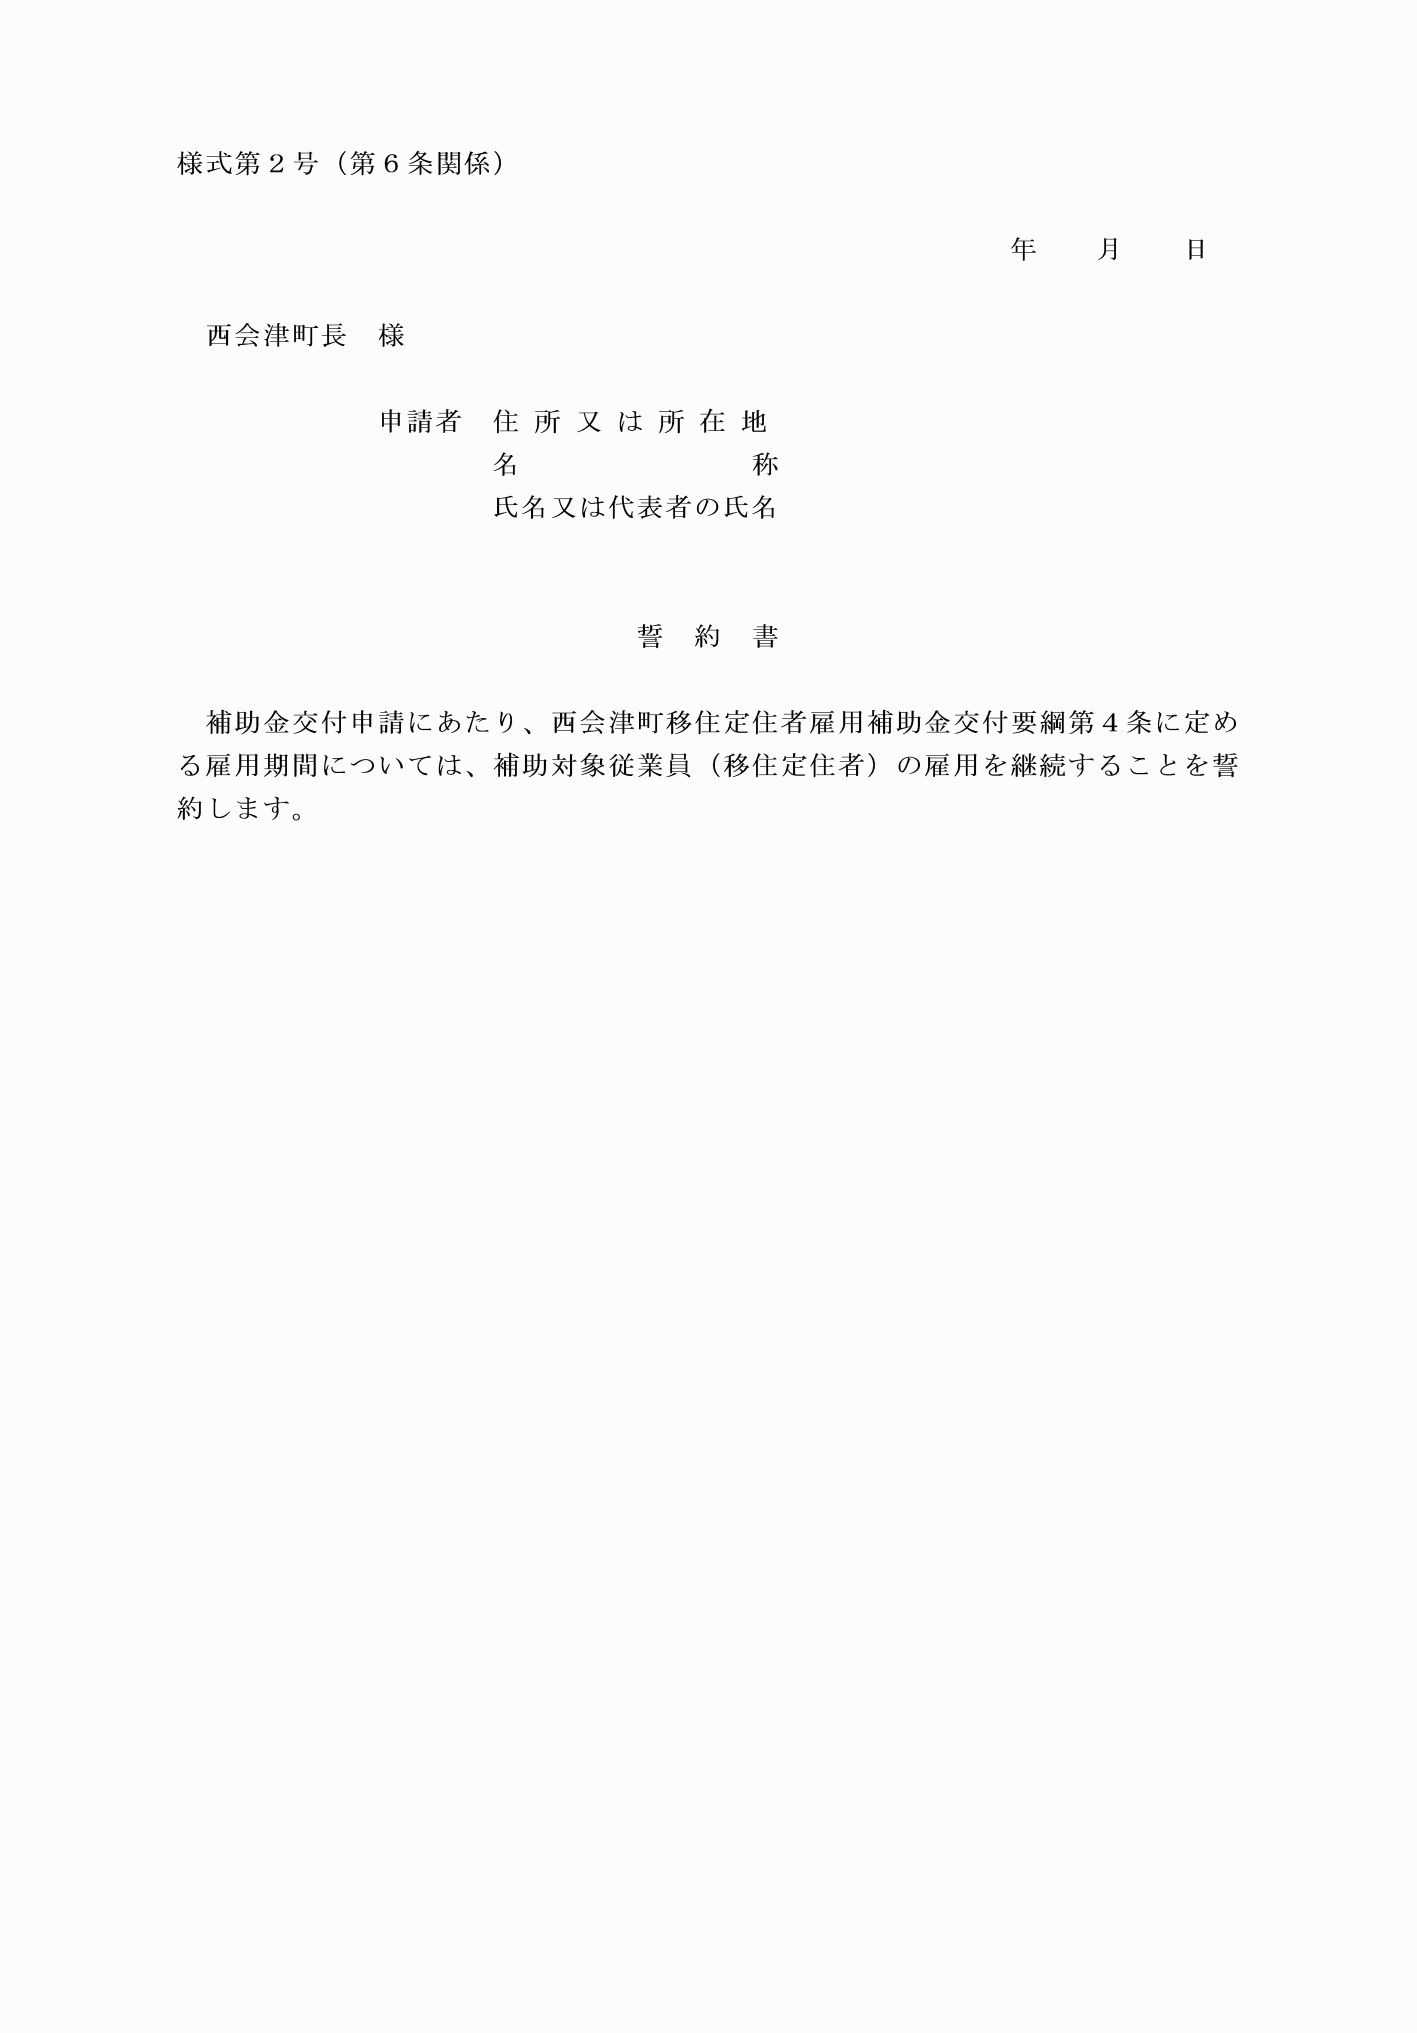 様式第２号（第６条関係）
年　　月　　日
西会津町長　様
申請者　住所又は所在地
名　　　　　　　　称
氏名又は代表者の氏名
誓　約　書
　補助金交付申請にあたり、西会津町移住定住者雇用補助金交付要綱第４条に定め
る雇用期間については、補助対象従業員（移住定住者）の雇用を継続することを誓
約します。